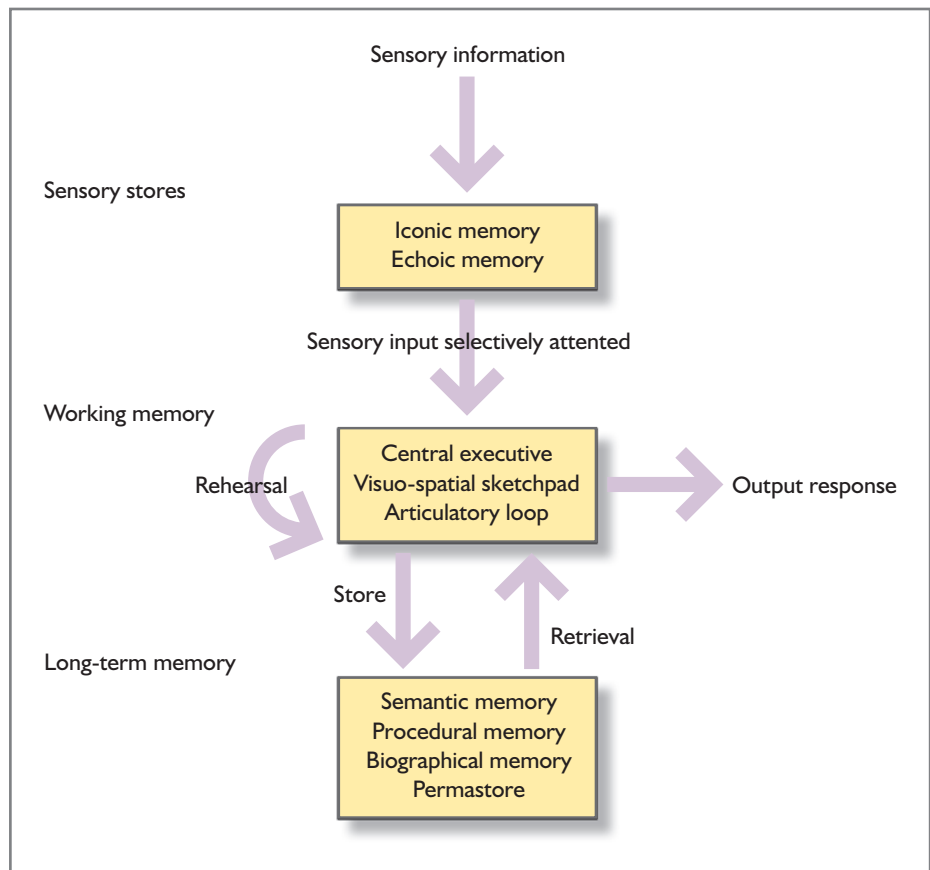 Sensory information
Sensory stores
Iconic memory
Echoic memory
Sensory input selectively attented
Working memory
Central executive
Visuo-spatial sketchpad
Articulatory loop
Rehearsal
Output response
Store
Retrieval
Long-term memory
Semantic memory
Procedural memory
Biographical memory
Permastore